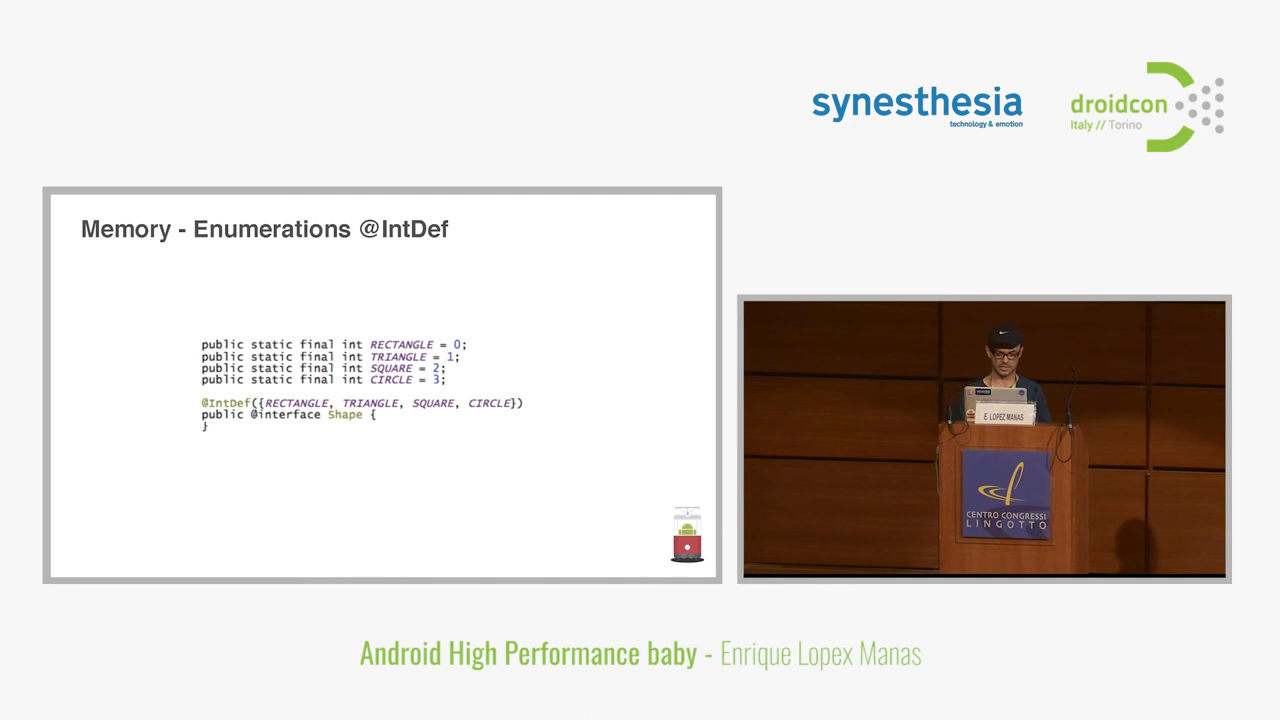 synesthesia
technology & emotion
droidcon
Italy // Torino
Memory - Enumerations @IntDef
public static final int RECTANGLE = 0;
public static final int TRIANGLE = 1;
public static final int SQUARE = 2;
public static final int CIRCLE = 3;
@IntDef({RECTANGLE, TRIANGLE, SQUARE, CIRCLE})
public @interface Shape {
}
E. LOPEZ MANAS
CENTRO CONGRESSI
LINGOTTO
Android High Performance baby - Enrique Lopex Manas